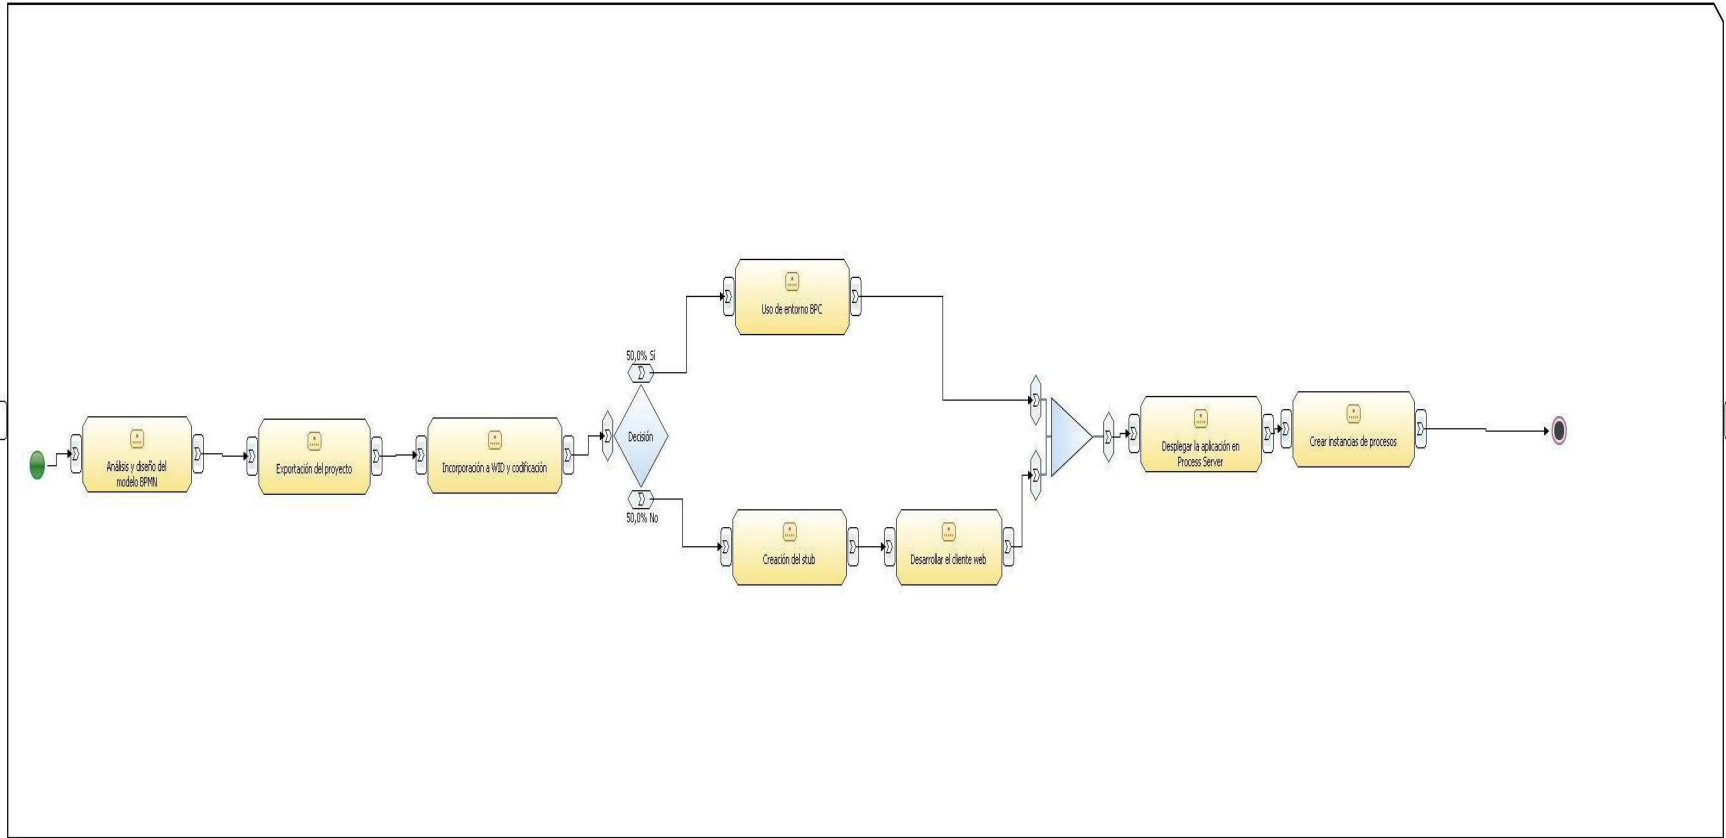 Análisis y diseño del
modelo BPMN
Exportación del proyecto
Incorporación a WID y codificación
Decisión
50,0% Sí
50,0% No
Uso de entorno BPC
Creación del stub
Desarrollar el cliente web
Desplegar la aplicación en
Process Server
Crear instancias de procesos